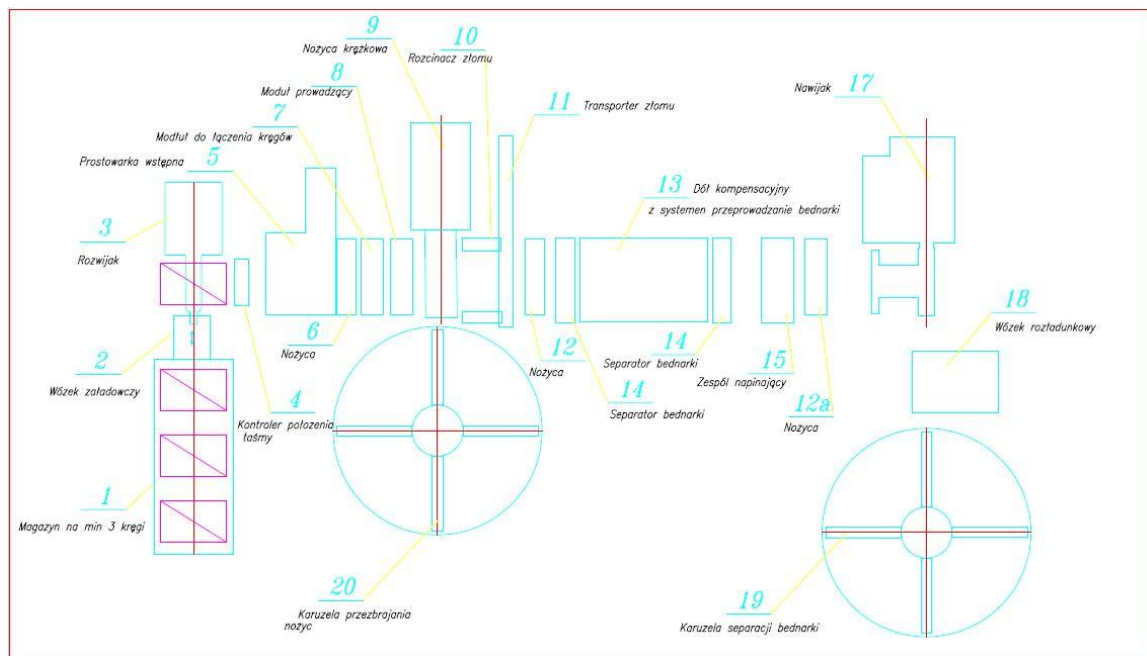 9
Nożyca krążkowa
10
Rozcinacz złomu
8
Moduł prowadzący
7
Modłuł do łączenia kręgów
5
Prostowarka wstępna
11 Transporter złomu
Nawijak 17
13 Dół kompensacyjny
z systemen przeprowadzanie bednarki
3
Rozwijak
2
Wózek załadowczy
6
Nożyca
4
Kontroler położenia
taśmy
12
Nożyca
14
Separator bednarki
14
Separator bednarki
15
Zespół napinający
12a
Nożyca
18
Wózek rozładunkowy
1
Magazyn na min 3 kręgi
20
Karuzela przezbrajania
nożyc
19
Karuzela separacji bednarki